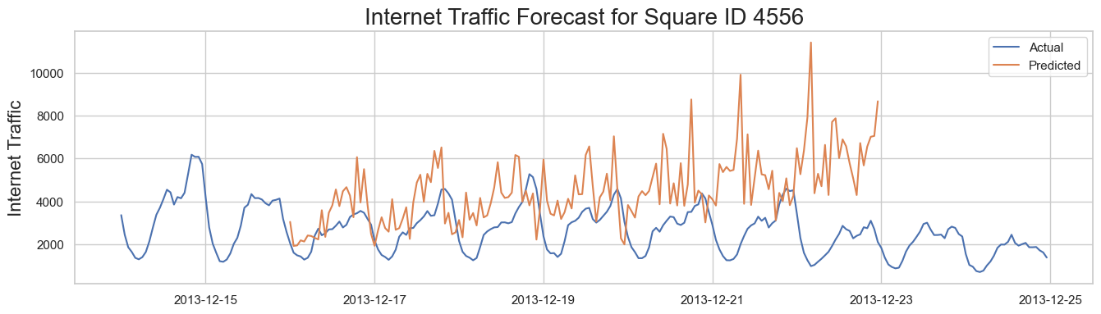 Internet Traffic Forecast for Square ID 4556
Internet Traffic
10000
8000
6000
4000
2000
Actual
Predicted
2013-12-15
2013-12-17
2013-12-19
2013-12-21
2013-12-23
2013-12-25